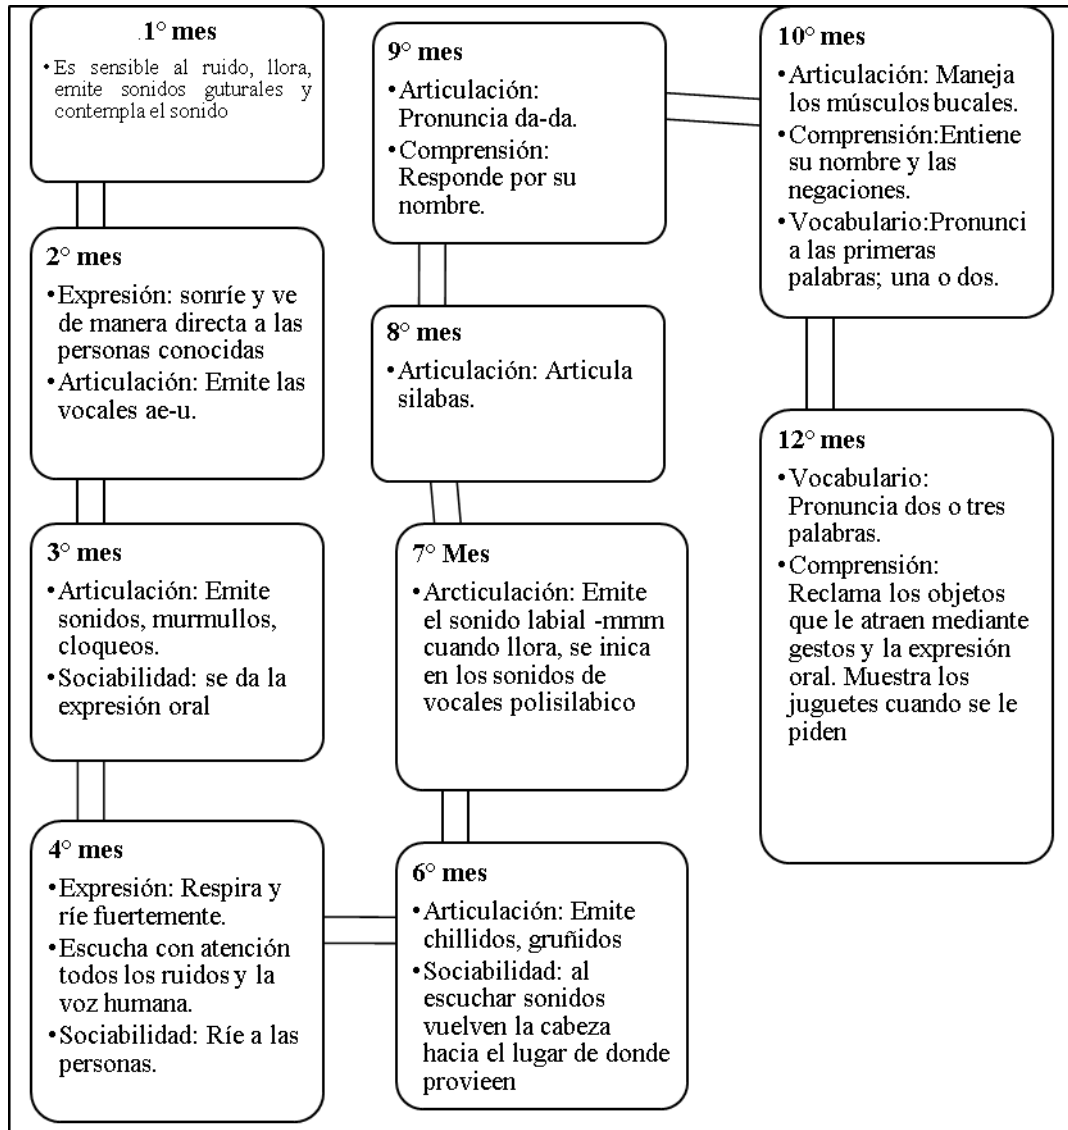 .1° mes
• Es sensible al ruido, llora,
emite sonidos guturales y
contempla el sonido
2° mes
•Expresión: sonríe y ve
de manera directa a las
personas conocidas
•Articulación: Emite las
vocales ae-u.
3° mes
•Articulación: Emite
sonidos, murmullos,
cloqueos.
•Sociabilidad: se da la
expresión oral
4° mes
•Expresión: Respira y
ríe fuertemente.
•Escucha con atención
todos los ruidos y la
voz humana.
•Sociabilidad: Ríe a las
personas.
6° mes
•Articulación: Emite
chillidos, gruñidos
•Sociabilidad: al
escuchar sonidos
vuelven la cabeza
hacia el lugar de donde
provieen
7° Mes
•Arcticulación: Emite
el sonido labial -mmm
cuando llora, se inica
en los sonidos de
vocales polisilabico
8° mes
•Articulación: Articula
silabas.
9° mes
•Articulación:
Pronuncia da-da.
•Comprensión:
Responde por su
nombre.
10° mes
•Articulación: Maneja
los músculos bucales.
•Comprensión:Entiene
su nombre y las
negaciones.
•Vocabulario:Pronunci
a las primeras
palabras; una o dos.
12° mes
•Vocabulario:
Pronuncia dos o tres
palabras.
•Comprensión:
Reclama los objetos
que le atraen mediante
gestos y la expresión
oral. Muestra los
juguetes cuando se le
piden